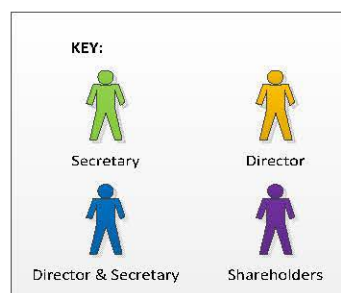 KEY:
Secretary
Director
Director & Secretary
Shareholders